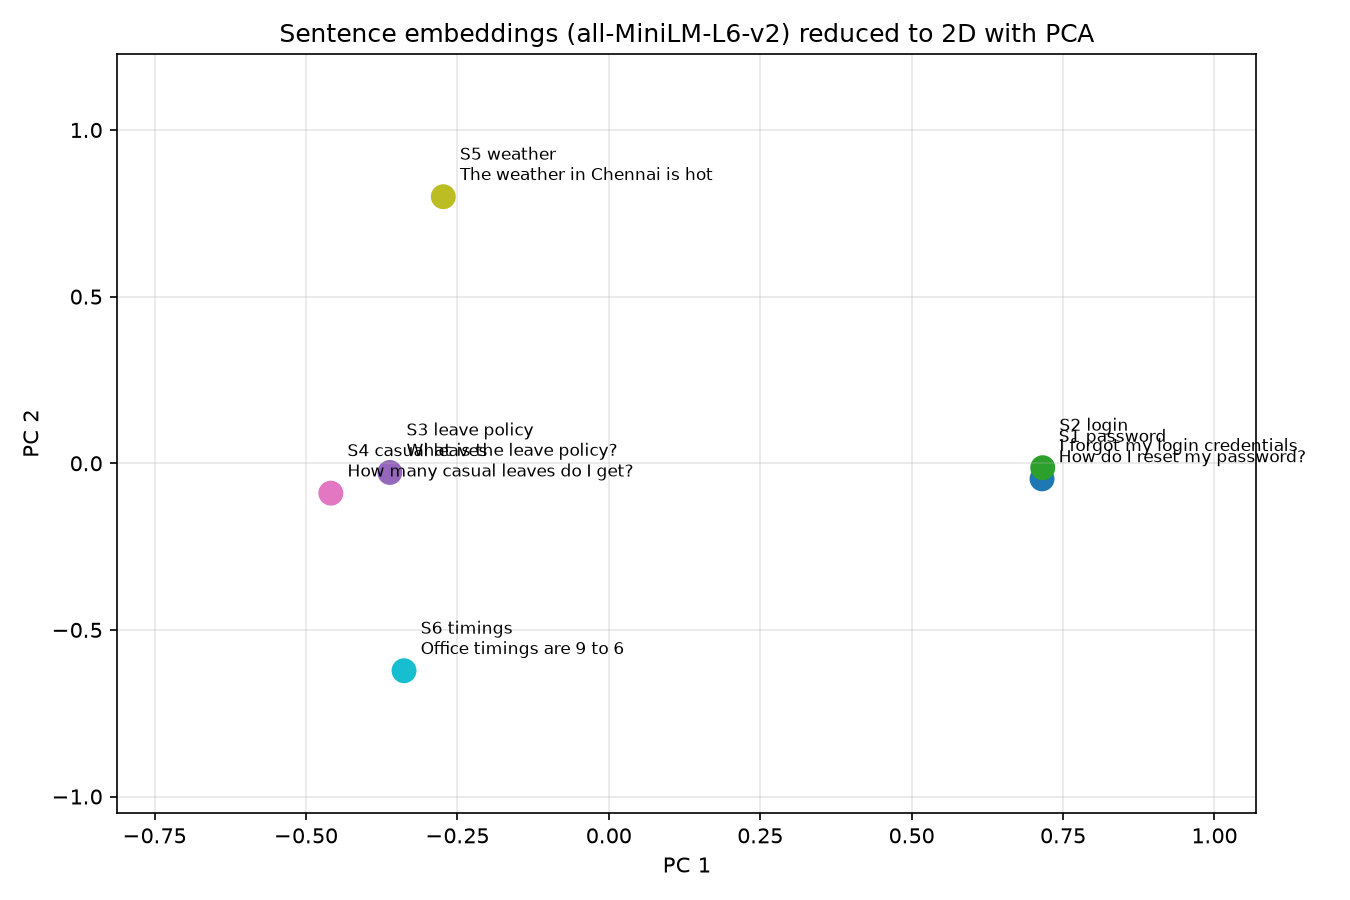 Sentence embeddings (all-MiniLM-L6-v2) reduced to 2D with PCA
S5 weather
The weather in Chennai is hot
S3 leave policy
What is the leave policy?
S4 casual leaves
How many casual leaves do I get?
S2 login
I forgot my login credentials
S1 password
How do I reset my password?
S6 timings
Office timings are 9 to 6
PC 2
1.0
0.5
0.0
−0.5
−1.0
−0.75
−0.50
−0.25
0.00
0.25
0.50
0.75
1.00
PC 1